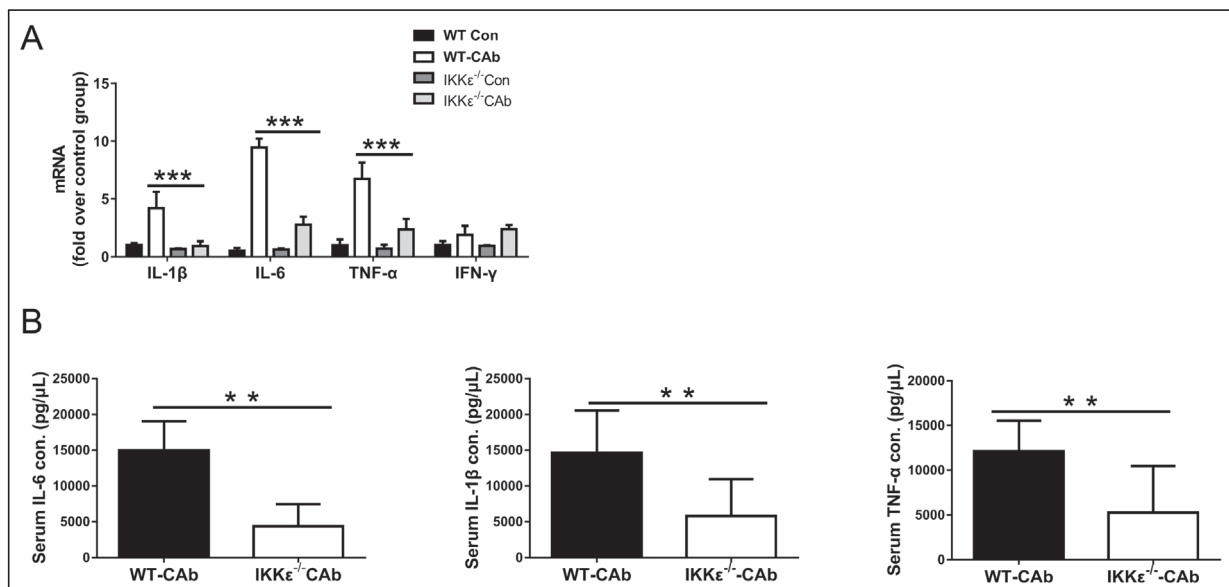 A
WT Con
WT-CAb
IKKε-/-Con
IKKε-/-CAb
mRNA
(fold over control group)
15
10
5
0
***
***
***
IL-1β
IL-6
TNF-α
IFN-γ
B
Serum IL-6 con. (pg/µL)
25000
20000
15000
10000
5000
0
* *
WT-CAb
IKKε-/-CAb
Serum IL-1β con. (pg/µL)
25000
20000
15000
10000
5000
0
* *
WT-CAb
IKKε-/--CAb
Serum TNF-α con. (pg/µL)
20000
15000
10000
5000
0
* *
WT-CAb
IKKε-/--CAb